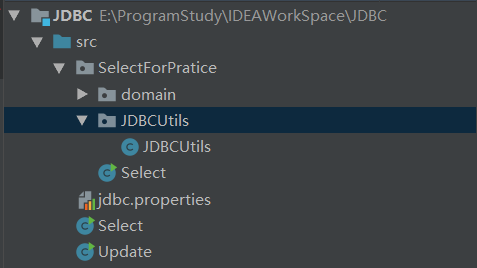 JDBC E:\ProgramStudy\IDEAWorkSpace\JDBC
src
SelectForPratice
domain
JDBCUtils
JDBCUtils
Select
jdbc.properties
Select
Update